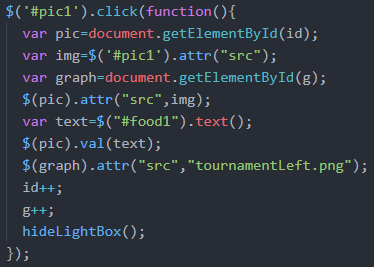 $('#pic1').click(function(){
var pic=document.getElementById(id);
var img=$('#pic1').attr("src");
var graph=document.getElementById(g);
$(pic).attr("src",img);
var text=$("#food1").text();
$(pic).val(text);
$(graph).attr("src","tournamentLeft.png");
id++;
g++;
hideLightBox();
});